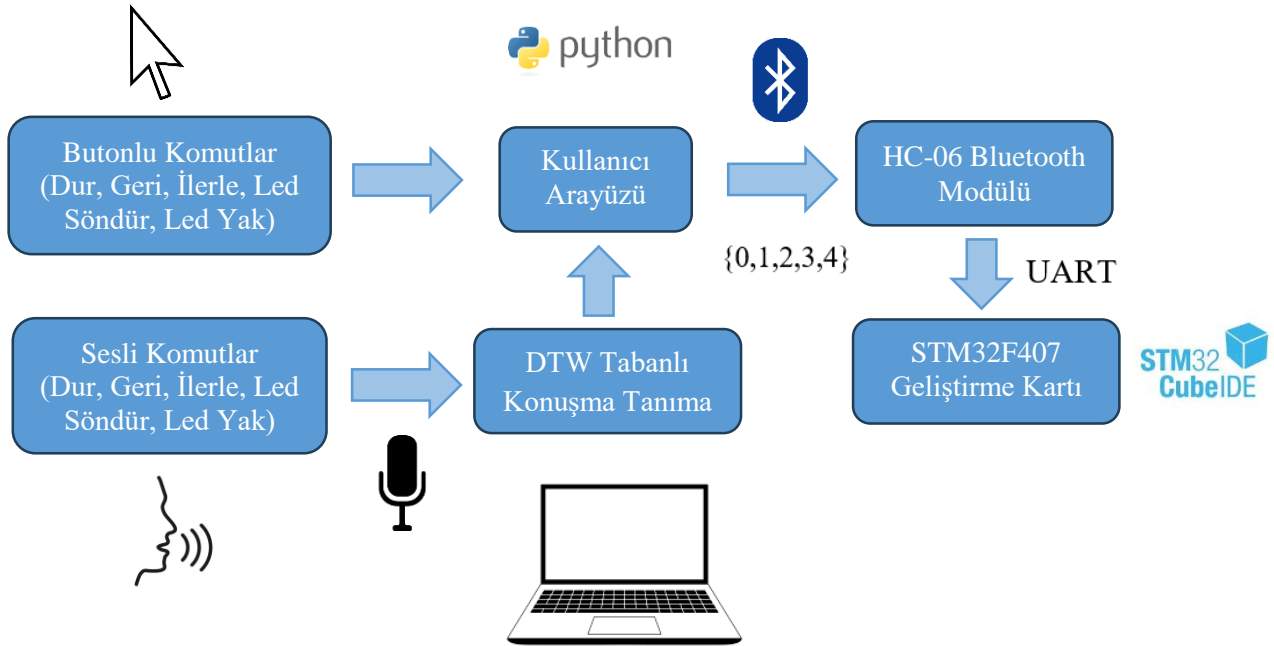 python
Butonlu Komutlar
(Dur, Geri, İlerle, Led
Söndür, Led Yak)
Kullanıcı
Arayüzü
HC-06 Bluetooth
Modülü
{0,1,2,3,4}
UART
Sesli Komutlar
(Dur, Geri, İlerle, Led
Söndür, Led Yak)
DTW Tabanlı
Konuşma Tanıma
STM32F407
Geliştirme Kartı
STM32
CubeIDE